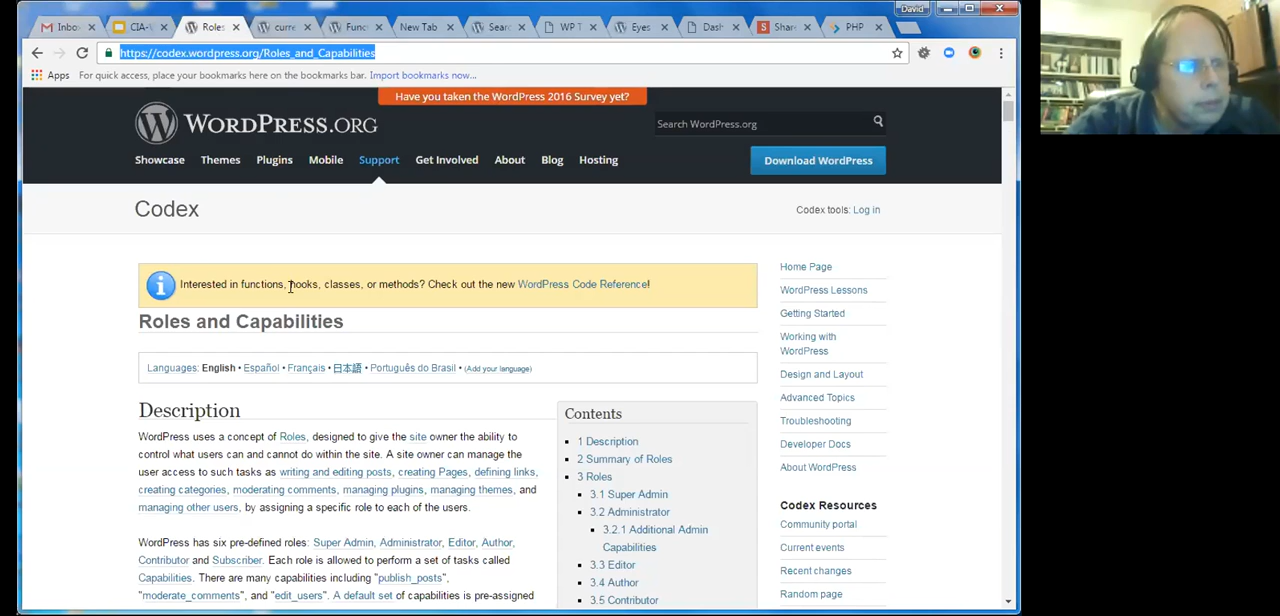 David
Inbo
CIA-
Roles
curre
Func
New Tab
Sear
WP T
Eyes
Dash
Share
PHP
https://codex.wordpress.org/Roles_and_Capabilities
Apps For quick access, place your bookmarks here on the bookmarks bar. Import bookmarks now...
Have you taken the WordPress 2016 Survey yet?
WORDPRESS.ORG
Search WordPress.org
Showcase Themes Plugins Mobile Support Get Involved About Blog Hosting
Download WordPress
Codex
Codex tools: Log in
Interested in functions, hooks, classes, or methods? Check out the new WordPress Code Reference!
Roles and Capabilities
Languages: English • Español • Français • 日本語 • Português do Brasil • (Add your language)
Description
WordPress uses a concept of Roles, designed to give the site owner the ability to
control what users can and cannot do within the site. A site owner can manage the
user access to such tasks as writing and editing posts, creating Pages, defining links,
creating categories, moderating comments, managing plugins, managing themes, and
managing other users, by assigning a specific role to each of the users.
WordPress has six pre-defined roles: Super Admin, Administrator, Editor, Author,
Contributor and Subscriber. Each role is allowed to perform a set of tasks called
Capabilities. There are many capabilities including "publish_posts",
"moderate_comments", and "edit_users". A default set of capabilities is pre-assigned
Contents
1 Description
2 Summary of Roles
3 Roles
3.1 Super Admin
3.2 Administrator
3.2.1 Additional Admin
Capabilities
3.3 Editor
3.4 Author
3.5 Contributor
Home Page
WordPress Lessons
Getting Started
Working with
WordPress
Design and Layout
Advanced Topics
Troubleshooting
Developer Docs
About WordPress
Codex Resources
Community portal
Current events
Recent changes
Random page